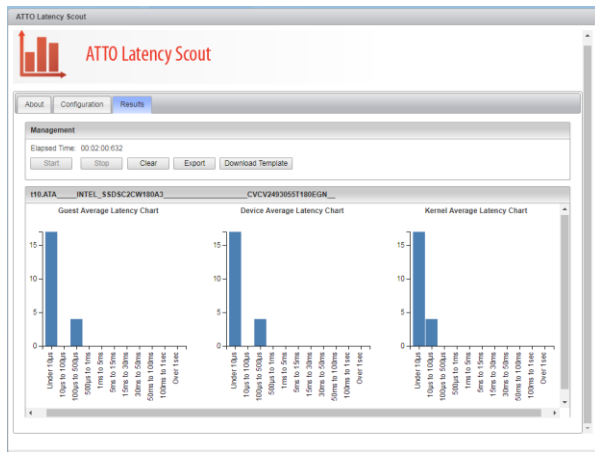 ATTO Latency Scout
ATTO Latency Scout
About Configuration Results
Management
Elapsed Time: 00:02:00:632
Start Stop Clear Export Download Template
t10.ATA_____INTEL_SSDSC2CW180A3_____________________CVCV2493055T180EGN__
Guest Average Latency Chart
15
10
5
0
Under 10µs
10µs to 100µs
100µs to 500µs
500µs to 1ms
1ms to 5ms
5ms to 15ms
15ms to 30ms
30ms to 50ms
50ms to 100ms
100ms to 1sec
Over 1sec
Device Average Latency Chart
15
10
5
0
Under 10µs
10µs to 100µs
100µs to 500µs
500µs to 1ms
1ms to 5ms
5ms to 15ms
15ms to 30ms
30ms to 50ms
50ms to 100ms
100ms to 1sec
Over 1sec
Kernel Average Latency Chart
15
10
5
0
Under 10µs
10µs to 100µs
100µs to 500µs
500µs to 1ms
1ms to 5ms
5ms to 15ms
15ms to 30ms
30ms to 50ms
50ms to 100ms
100ms to 1sec
Over 1sec